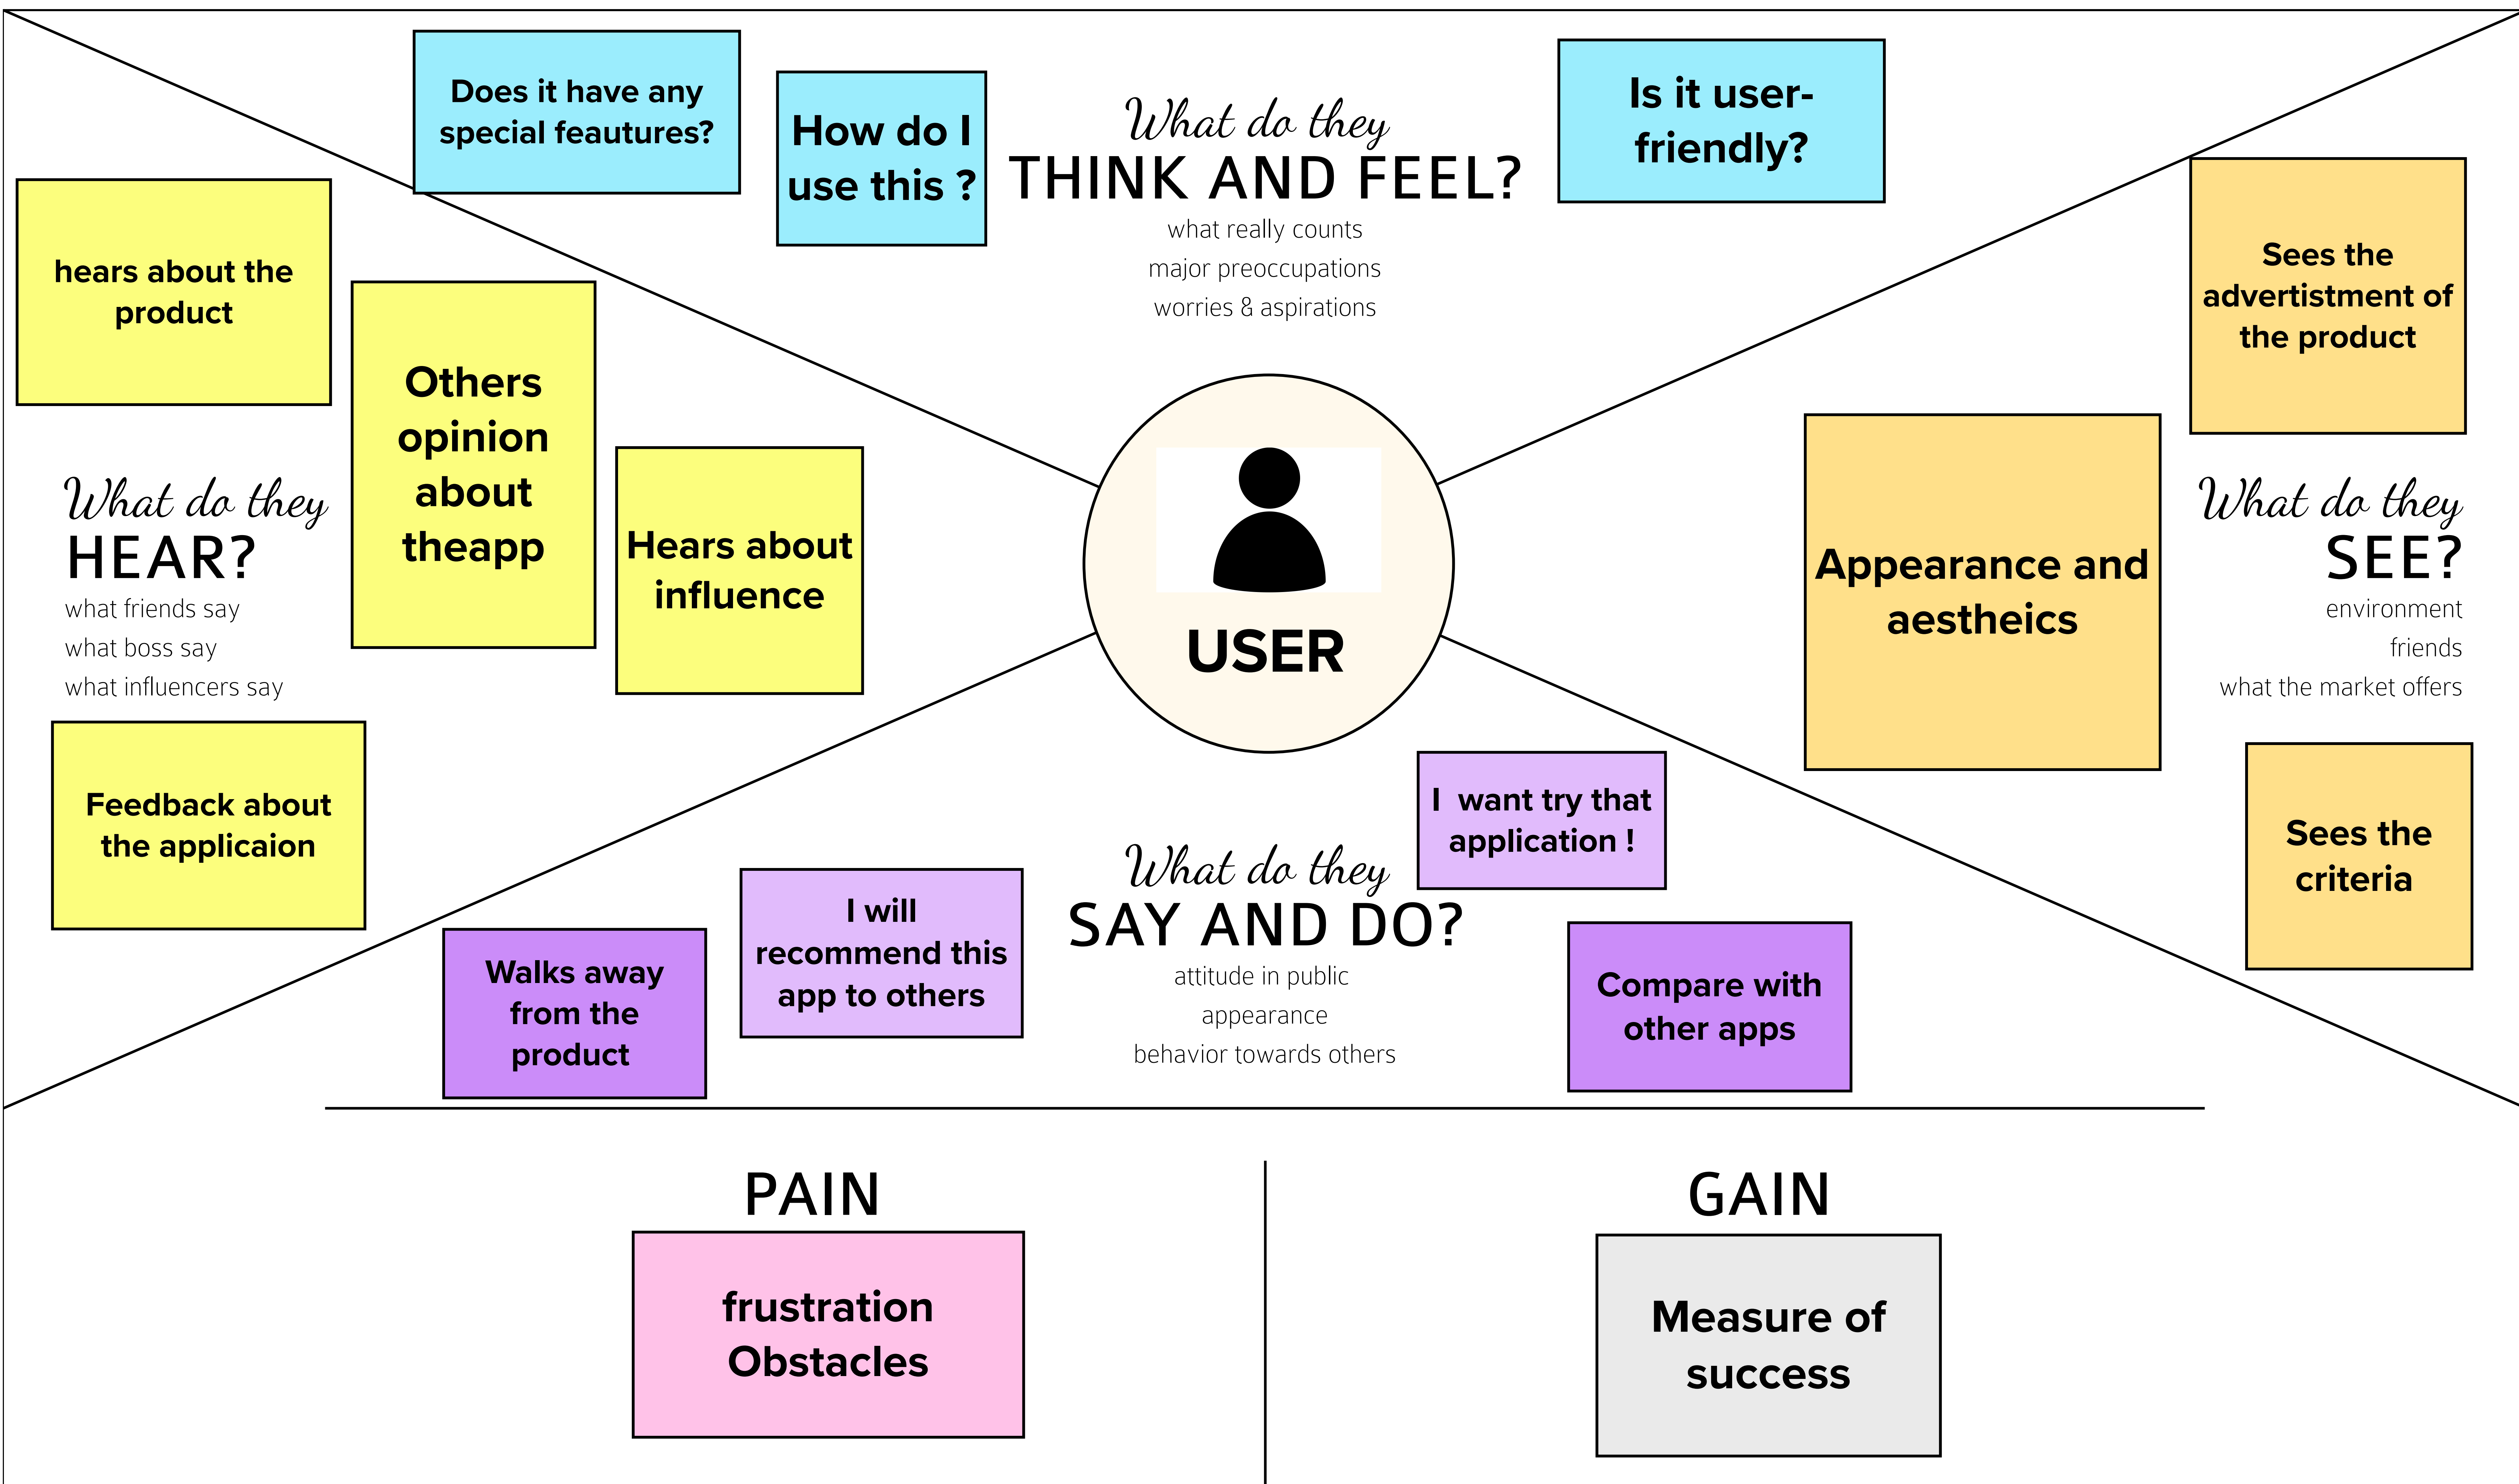 Does it have any
special feautures?
How do I
use this ?
What do they
THINK AND FEEL?
what really counts
major preoccupations
worries & aspirations
Is it user-
friendly?
hears about the
product
Others
opinion
about
theapp
Hears about
influence
What do they
HEAR?
what friends say
what boss say
what influencers say
Feedback about
the applicaion
USER
Sees the
advertistment of
the product
Appearance and
aestheics
What do they
SEE?
environment
friends
what the market offers
Sees the
criteria
Walks away
from the
product
I will
recommend this
app to others
What do they
SAY AND DO?
attitude in public
appearance
behavior towards others
I  want try that
application !
Compare with
other apps
PAIN
frustration
Obstacles
GAIN
Measure of
success